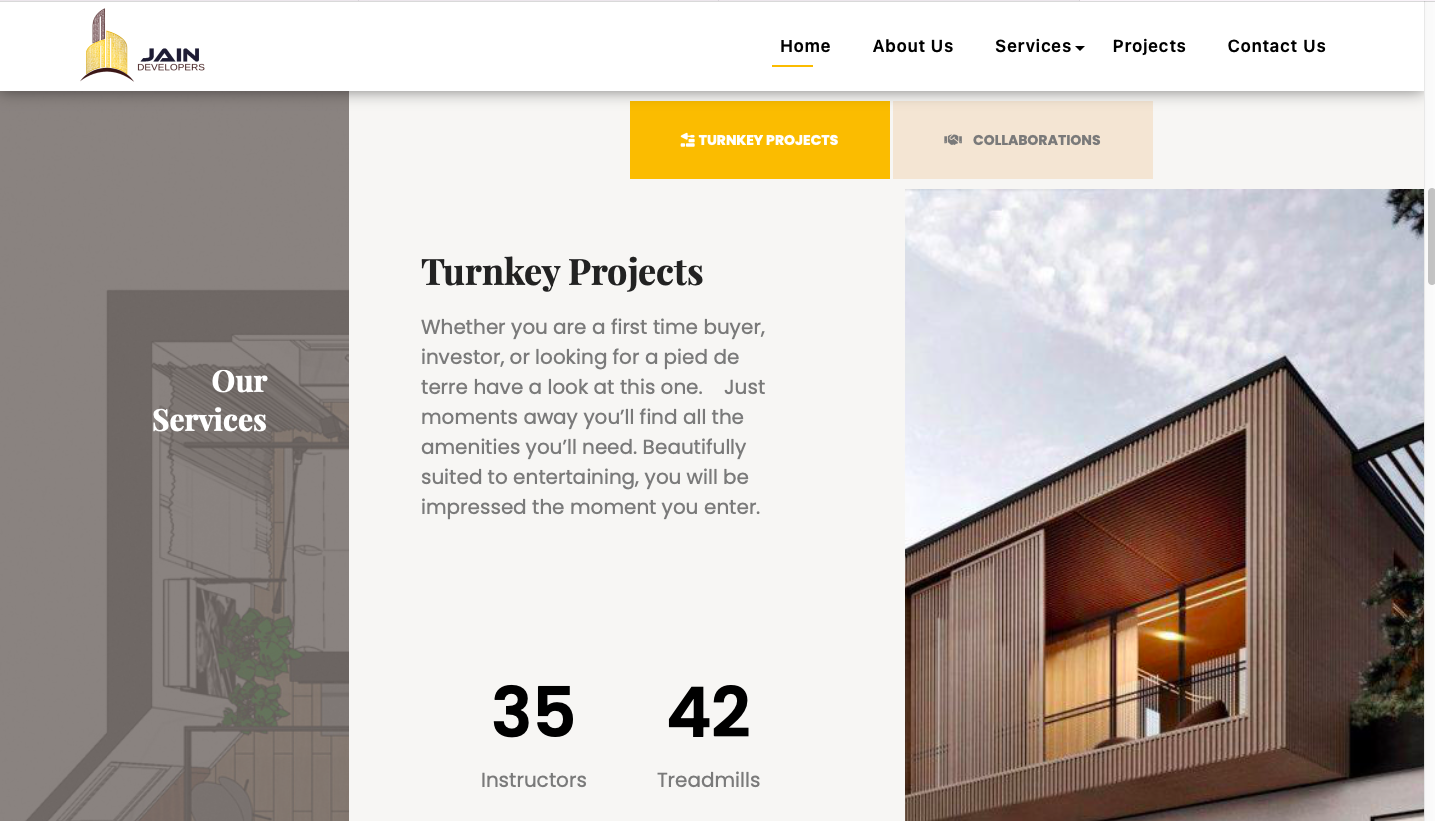 JAIN
DEVELOPERS
Home
About Us
Services
Projects
Contact Us
TURNKEY PROJECTS
COLLABORATIONS
Our
Services
Turnkey Projects
Whether you are a first time buyer,
investor, or looking for a pied de
terre have a look at this one. Just
moments away you’ll find all the
amenities you’ll need. Beautifully
suited to entertaining, you will be
impressed the moment you enter.
35
Instructors
42
Treadmills